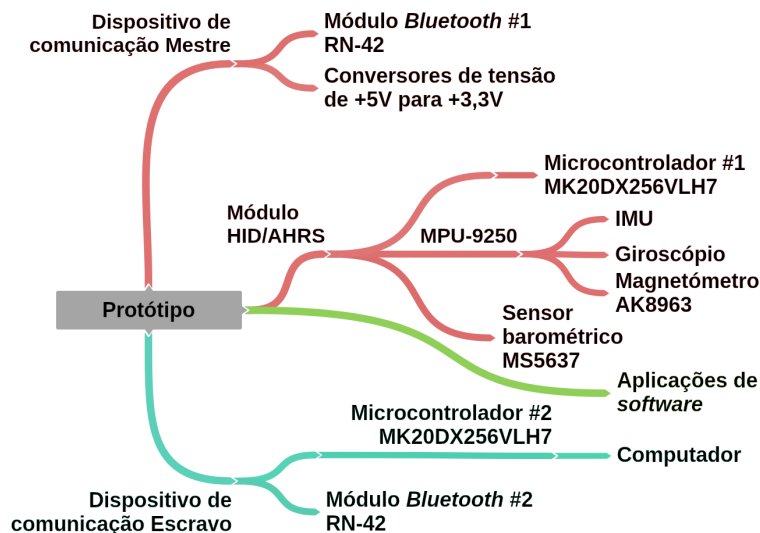 Dispositivo de
comunicação Mestre
Módulo Bluetooth #1
RN-42
Conversores de tensão
de +5V para +3,3V
Microcontrolador #1
MK20DX256VLH7
Módulo
HID/AHRS
MPU-9250
IMU
Giroscópio
Magnetómetro
AK8963
Protótipo
Sensor
barométrico
MS5637
Aplicações de
software
Microcontrolador #2
MK20DX256VLH7
Computador
Dispositivo de
comunicação Escravo
Módulo Bluetooth #2
RN-42